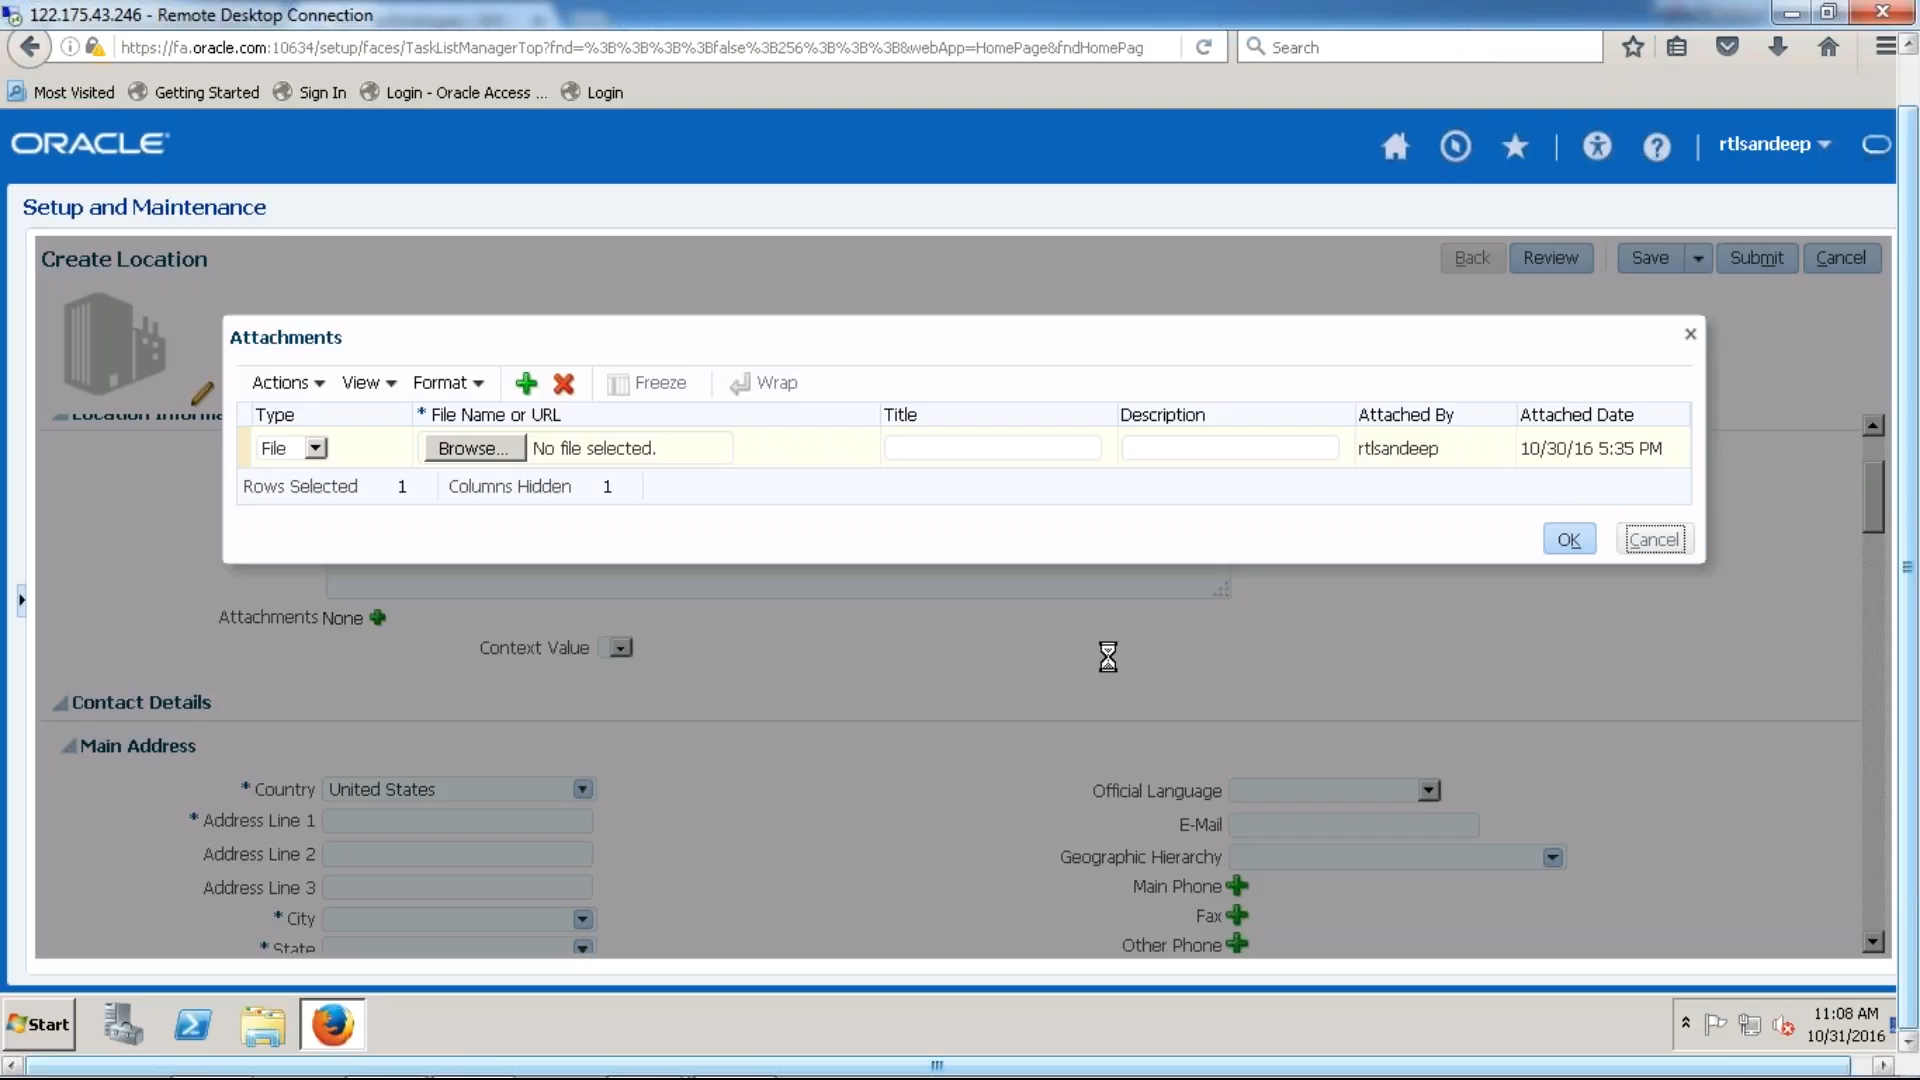 122.175.43.246 - Remote Desktop Connection
https://fa.oracle.com:10634/setup/faces/TaskListManagerTop?fnd=%3B%3B%3B%3Bfalse%3B256%3B%3B%3B&webApp=HomePage&fndHomePag
Search
Most Visited Getting Started Sign In Login - Oracle Access ... Login
ORACLE
rtlsandeep
Setup and Maintenance
Create Location
Back Review Save Submit Cancel
Attachments
Actions View Format Freeze Wrap
Type * File Name or URL Title Description Attached By Attached Date
File Browse... No file selected. rtlsandeep 10/30/16 5:35 PM
Rows Selected 1 Columns Hidden 1
OK Cancel
Attachments None
Context Value
Contact Details
Main Address
* Country United States
Official Language
* Address Line 1
E-Mail
Address Line 2
Geographic Hierarchy
Address Line 3
Main Phone
* City
Fax
* State
Other Phone
Start
11:08 AM
10/31/2016